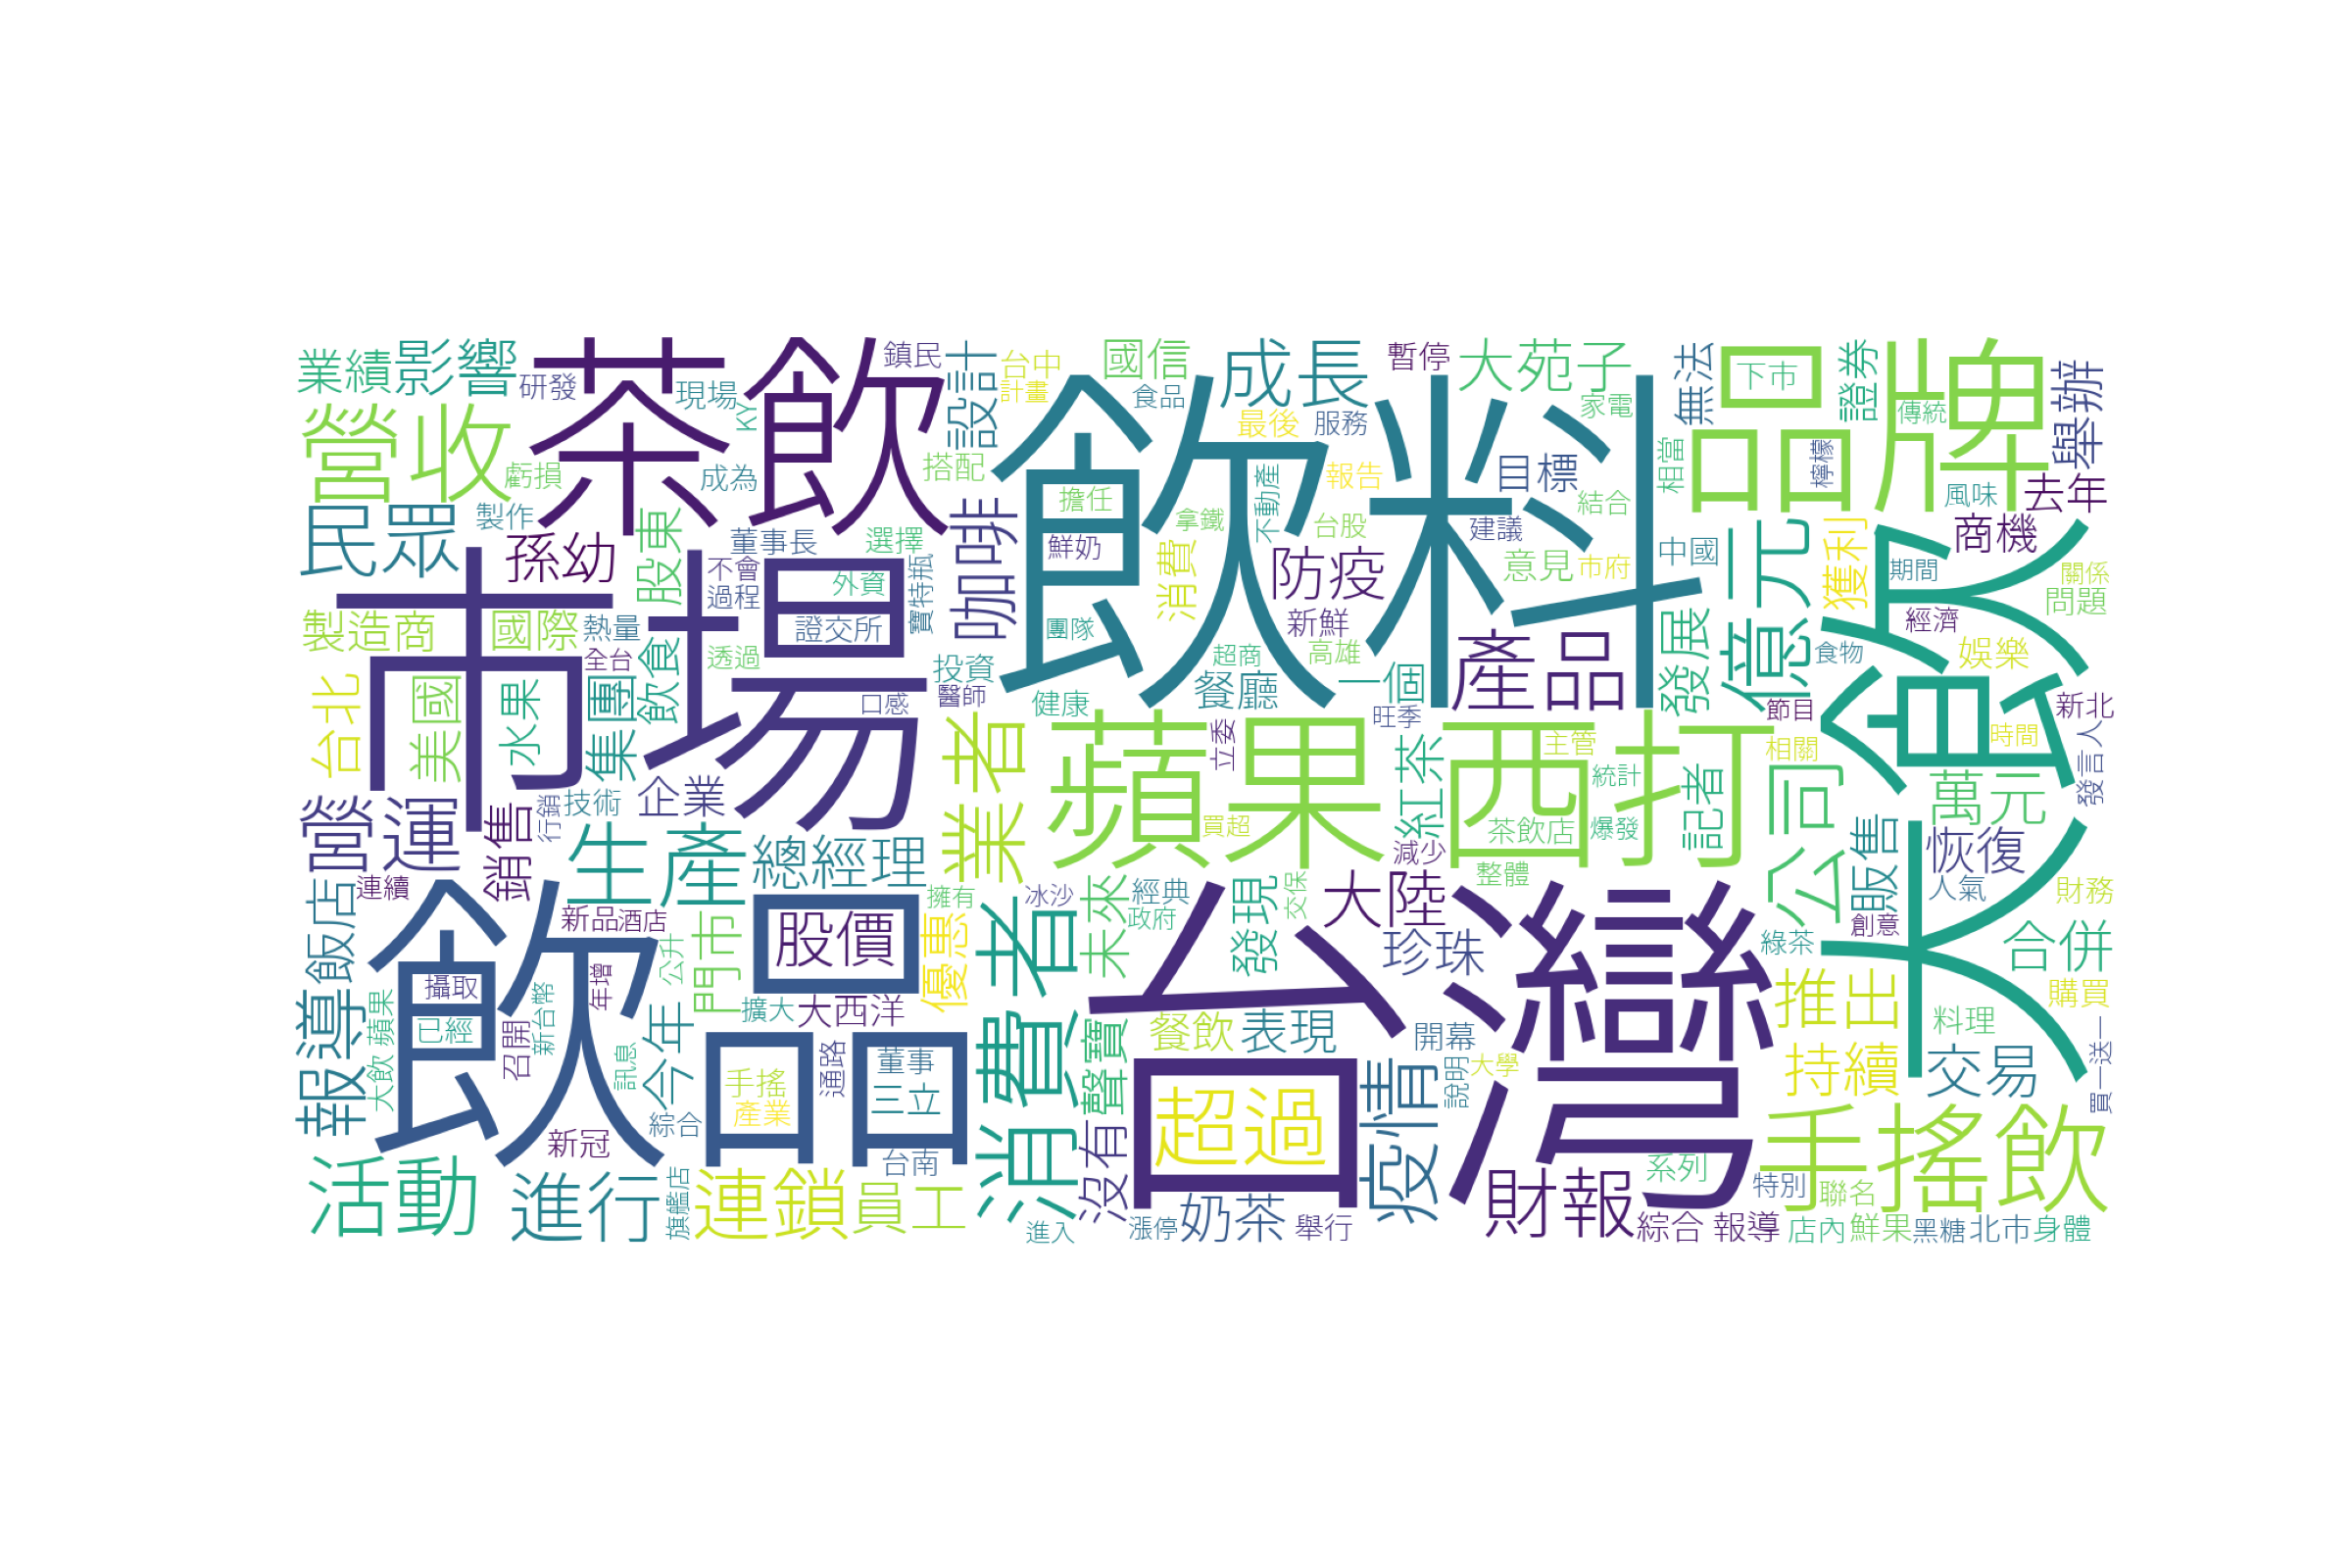 業績
影響
茶飲
鎮民
設計
台中
計畫
國信
食品
成長
暫停
大苑子
家電
無法
下市
品牌
證券
傳統
舉辦
研發
現場
KY
營收
虧損
成為
搭配
最後
服務
飲料
報告
目標
結合
相當
檸檬
風味
去年
民眾
製作
孫幼
股東
董事長
選擇
咖啡
擔任
鮮奶
拿鐵
不動產
台股
建議
中國
億元
獲利
商機
市場
不會
過程
外資
寶特瓶
消費
防疫
意見
市府
期間
關係
問題
製造商
國際
熱量
證交所
團隊
新鮮
發展
經濟
大飲
食物
娛樂
台北
美國
水果
全台
集團
飲食
透過
口感
投資
醫師
健康
超商
高雄
餐廳
一個
產品
節目
新北
旺季
立委
業者
蘋果西打
紅茶
主管
統計
記者
相關
公司
時間
發言人
營運
銷售
行銷
技術
企業
買超
茶飲店
爆發
萬元
生產
總經理
減少
整體
販售
恢復
飯店
連續
新品
酒店
飲品
股價
門市
擁有
優惠
消費者
冰沙
未來
經典
政府
發現
交保
大陸
台灣
珍珠
綠茶
創意
人氣
財務
合併
報導
攝取
年增
公升
擴大
大西洋
推出
購買
大飲 蘋果
已經
召開
新台幣
訊息
今年
手搖
產業
通路
董事
三立
聲寶
餐飲
表現
開幕
說明
大學
料理
持續
交易
買一送一
新冠
綜合
台南
沒有
超過
疫情
手搖飲
活動
進行
旗艦店
連鎖
員工
進入
漲停
奶茶
舉行
財報
系列
綜合 報導
特別
聯名
店內
鮮果
黑糖
北市
身體